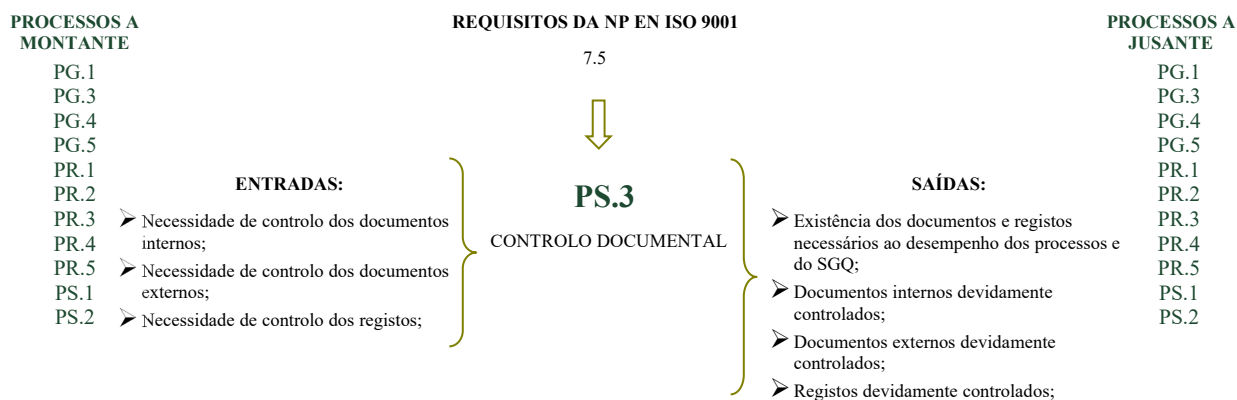 PROCESSOS A
MONTANTE
PG.1
PG.3
PG.4
PG.5
PR.1
PR.2
PR.3
PR.4
PR.5
PS.1
PS.2
ENTRADAS:
➢ Necessidade de controlo dos documentos
internos;
➢ Necessidade de controlo dos documentos
externos;
➢ Necessidade de controlo dos registos;
REQUISITOS DA NP EN ISO 9001
7.5
PS.3
CONTROLO DOCUMENTAL
SAÍDAS:
➢ Existência dos documentos e registos
necessários ao desempenho dos processos e
do SGQ;
➢ Documentos internos devidamente
controlados;
➢ Documentos externos devidamente
controlados;
➢ Registos devidamente controlados;
PROCESSOS A
JUSANTE
PG.1
PG.3
PG.4
PG.5
PR.1
PR.2
PR.3
PR.4
PR.5
PS.1
PS.2